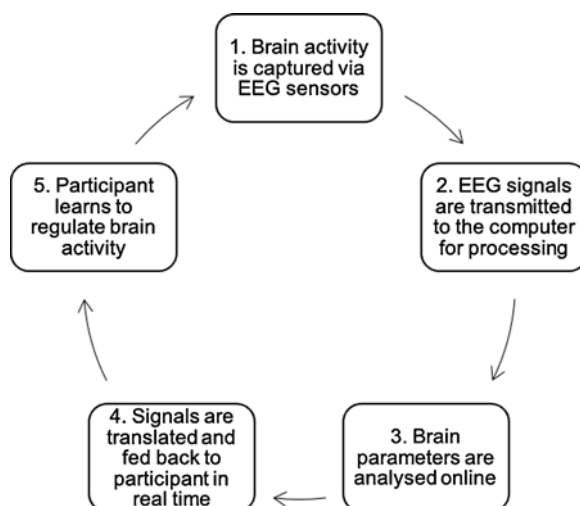 1. Brain activity
is captured via
EEG sensors
2. EEG signals
are transmitted
to the computer
for processing
3. Brain
parameters are
analysed online
4. Signals are
translated and
fed back to
participant in
real time
5. Participant
learns to
regulate brain
activity